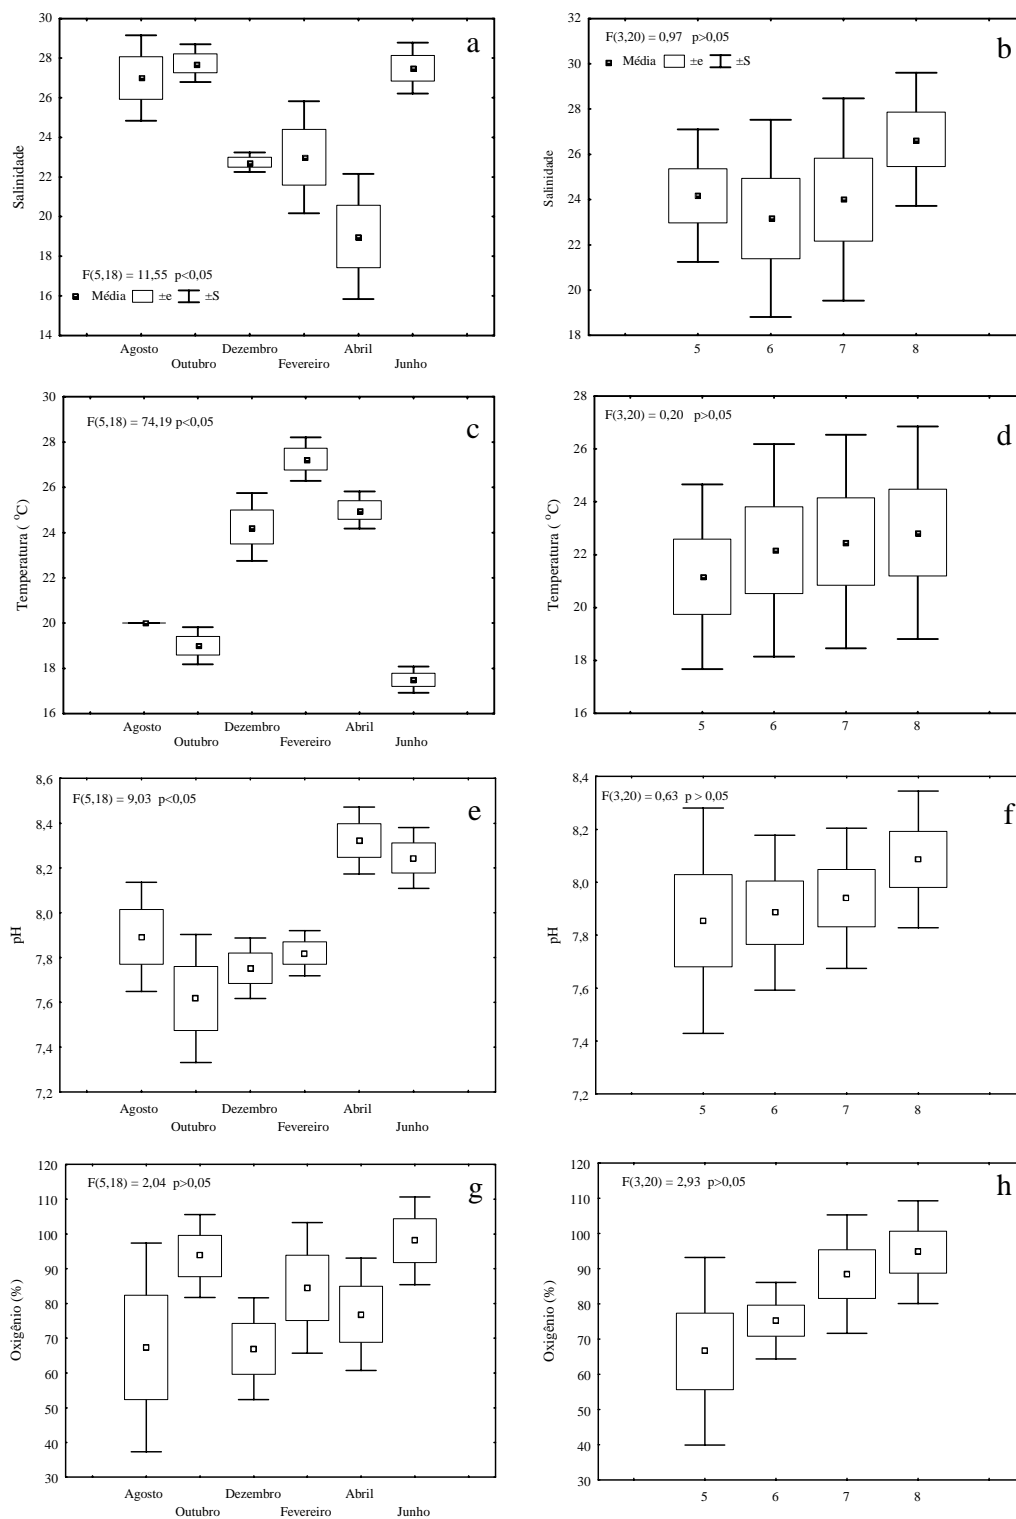 a
30
28
26
24
22
20
18
16
14
Salinidade
F(5,18) = 11,55 p<0,05
Média ±e ±S
Agosto Dezembro Abril
Outubro Fevereiro Junho
b
32
30
28
26
24
22
20
18
Salinidade
F(3,20) = 0,97 p>0,05
Média ±e ±S
5 6 7 8
c
30
28
26
24
22
20
18
16
Temperatura ( °C)
F(5,18) = 74,19 p<0,05
Agosto Dezembro Abril
Outubro Fevereiro Junho
d
28
26
24
22
20
18
16
Temperatura ( °C)
F(3,20) = 0,20 p>0,05
5 6 7 8
e
8,6
8,4
8,2
8,0
7,8
7,6
7,4
7,2
pH
F(5,18) = 9,03 p<0,05
Agosto Dezembro Abril
Outubro Fevereiro Junho
f
8,4
8,2
8,0
7,8
7,6
7,4
7,2
pH
F(3,20) = 0,63 p > 0,05
5 6 7 8
g
120
110
100
90
80
70
60
50
40
30
Oxigênio (%)
F(5,18) = 2,04 p>0,05
Agosto Dezembro Abril
Outubro Fevereiro Junho
h
120
110
100
90
80
70
60
50
40
30
Oxigênio (%)
F(3,20) = 2,93 p>0,05
5 6 7 8